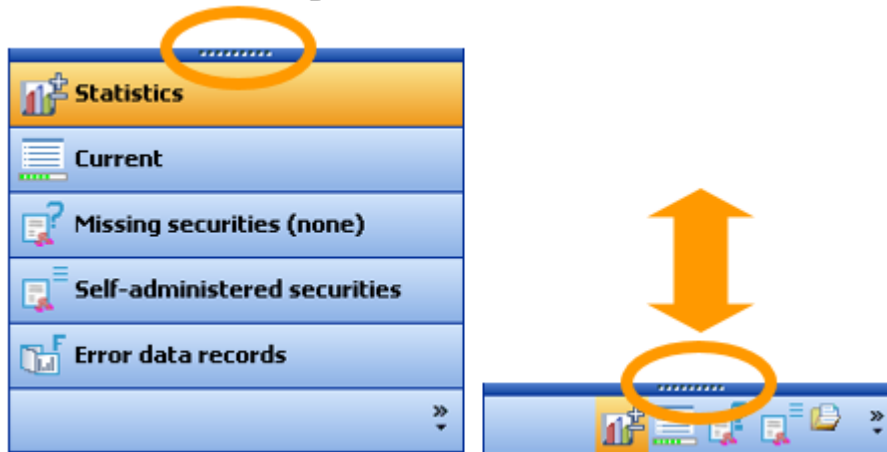 Statistics
Current
Missing securities (none)
Self-administered securities
Error data records